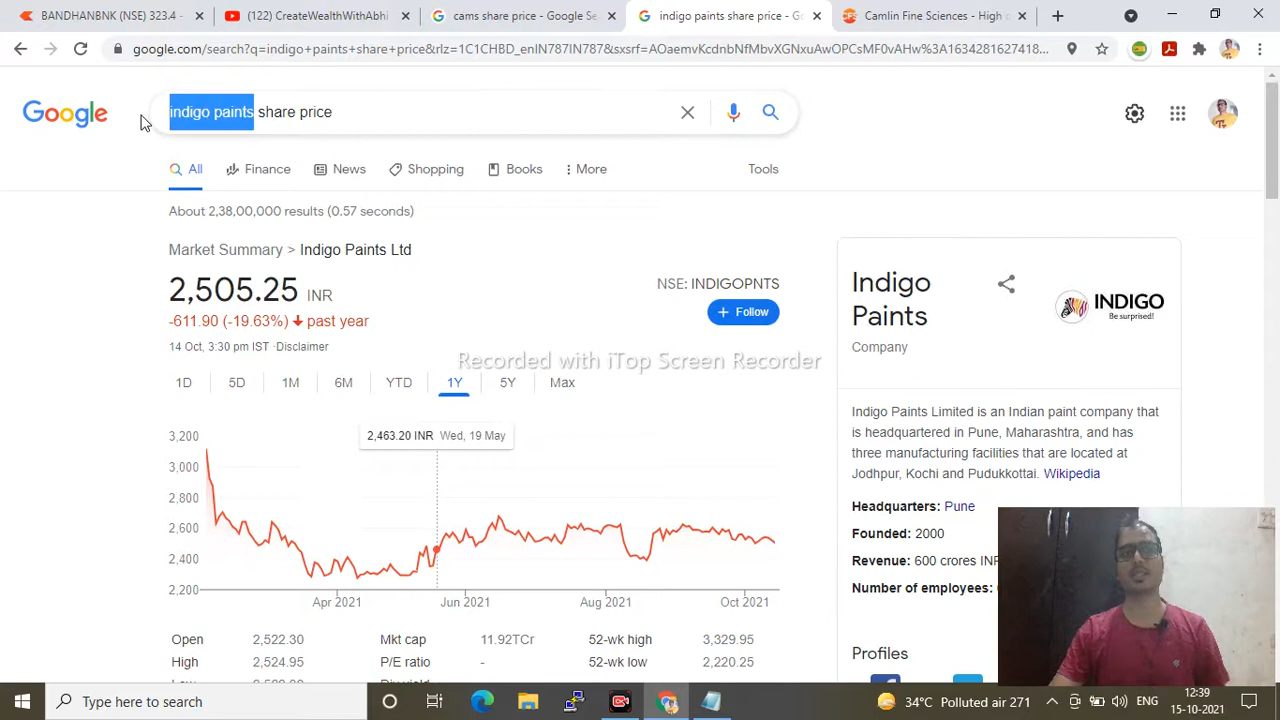 BANDHANBNK (NSE) 323.4 -
(122) CreateWealthWithAbhi
cams share price - Google Se
indigo paints share price - Go
Camlin Fine Sciences - High o
google.com/search?q=indigo+paints+share+price&rlz=1C1CHBD_enIN787IN787&sxsrf=AOaemvKcdnbNfMbvXGNxuAwOPCsMF0vAHw%3A1634281627418...
Google
indigo paints share price
All
Finance
News
Shopping
Books
More
Tools
About 2,38,00,000 results (0.57 seconds)
Market Summary > Indigo Paints Ltd
2,505.25 INR
-611.90 (-19.63%) past year
14 Oct, 3:30 pm IST · Disclaimer
NSE: INDIGOPNTS
+ Follow
Recorded with iTop Screen Recorder
1D 5D 1M 6M YTD 1Y 5Y Max
2,463.20 INR Wed, 19 May
3,200
3,000
2,800
2,600
2,400
2,200
Apr 2021 Jun 2021 Aug 2021 Oct 2021
Open 2,522.30 Mkt cap 11.92TCr 52-wk high 3,329.95
High 2,524.95 P/E ratio - 52-wk low 2,220.25
Indigo
Paints
Company
INDIGO
Be surprised!
Indigo Paints Limited is an Indian paint company that
is headquartered in Pune, Maharashtra, and has
three manufacturing facilities that are located at
Jodhpur, Kochi and Pudukkottai. Wikipedia
Headquarters: Pune
Founded: 2000
Revenue: 600 crores INR
Number of employees:
Profiles
Type here to search
34°C Polluted air 271
ENG
12:39
15-10-2021